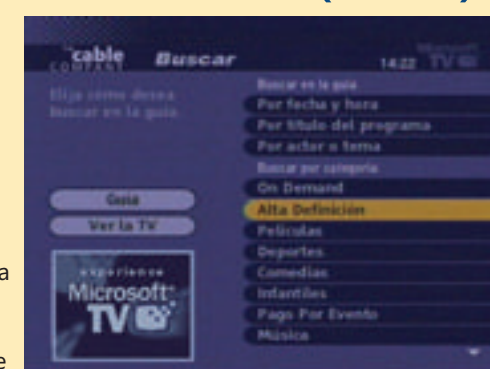 the cable COMPANY
Buscar
14:22
Microsoft TV
Elija cómo desea
buscar en la guía.
Guía
Ver la TV
experience
Microsoft
TV
Buscar en la guía
Por fecha y hora
Por título del programa
Por actor o tema
Buscar por categoría
On Demand
Alta Definición
Películas
Deportes
Comedias
Infantiles
Pago Por Evento
Música
a
e